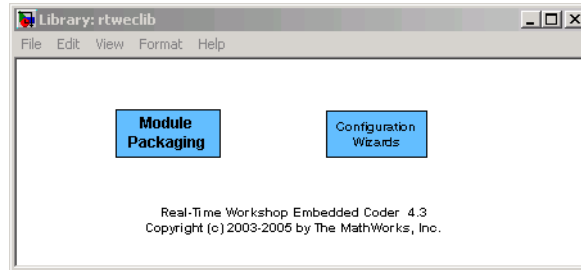 Library: rtweclib
File Edit View Format Help
Module
Packaging
Configuration
Wizards
Real-Time Workshop Embedded Coder 4.3
Copyright (c) 2003-2005 by The MathWorks, Inc.